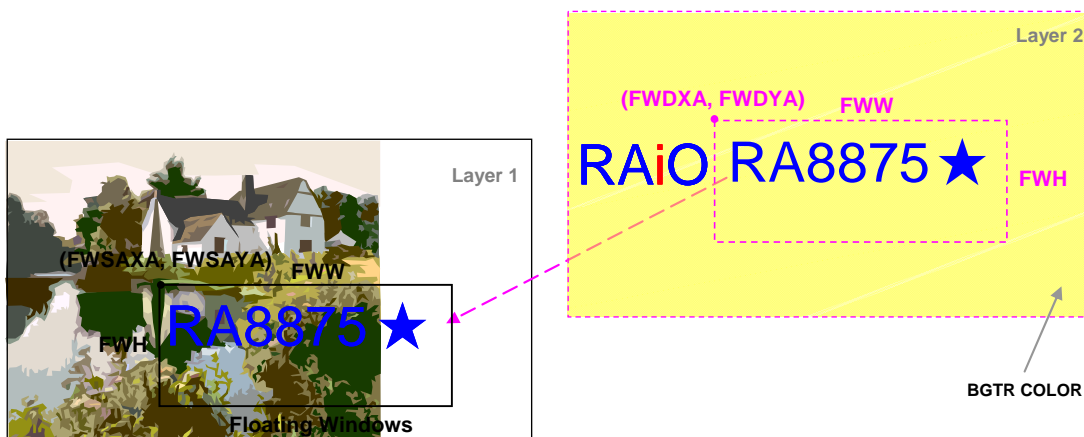 Layer 2
(FWDXA, FWDYA) FWW
RAiO RA8875
FWH
BGTR COLOR
Layer 1
(FWSAXA, FWSAYA)
FWW
RA8875
FWH
Floating Windows